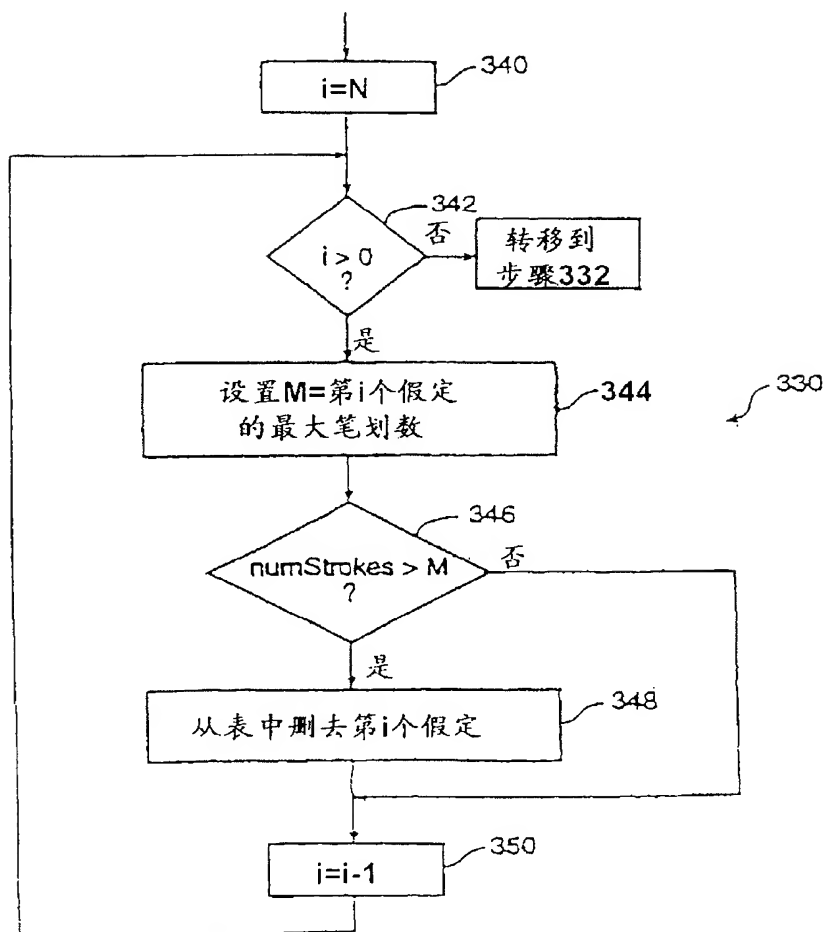 i=N
340
342
i > 0
?
否
转移到
步骤332
是
设置M=第i个假定
的最大笔划数
344
330
346
numStrokes > M
?
否
是
从表中删去第i个假定
348
i=i-1
350